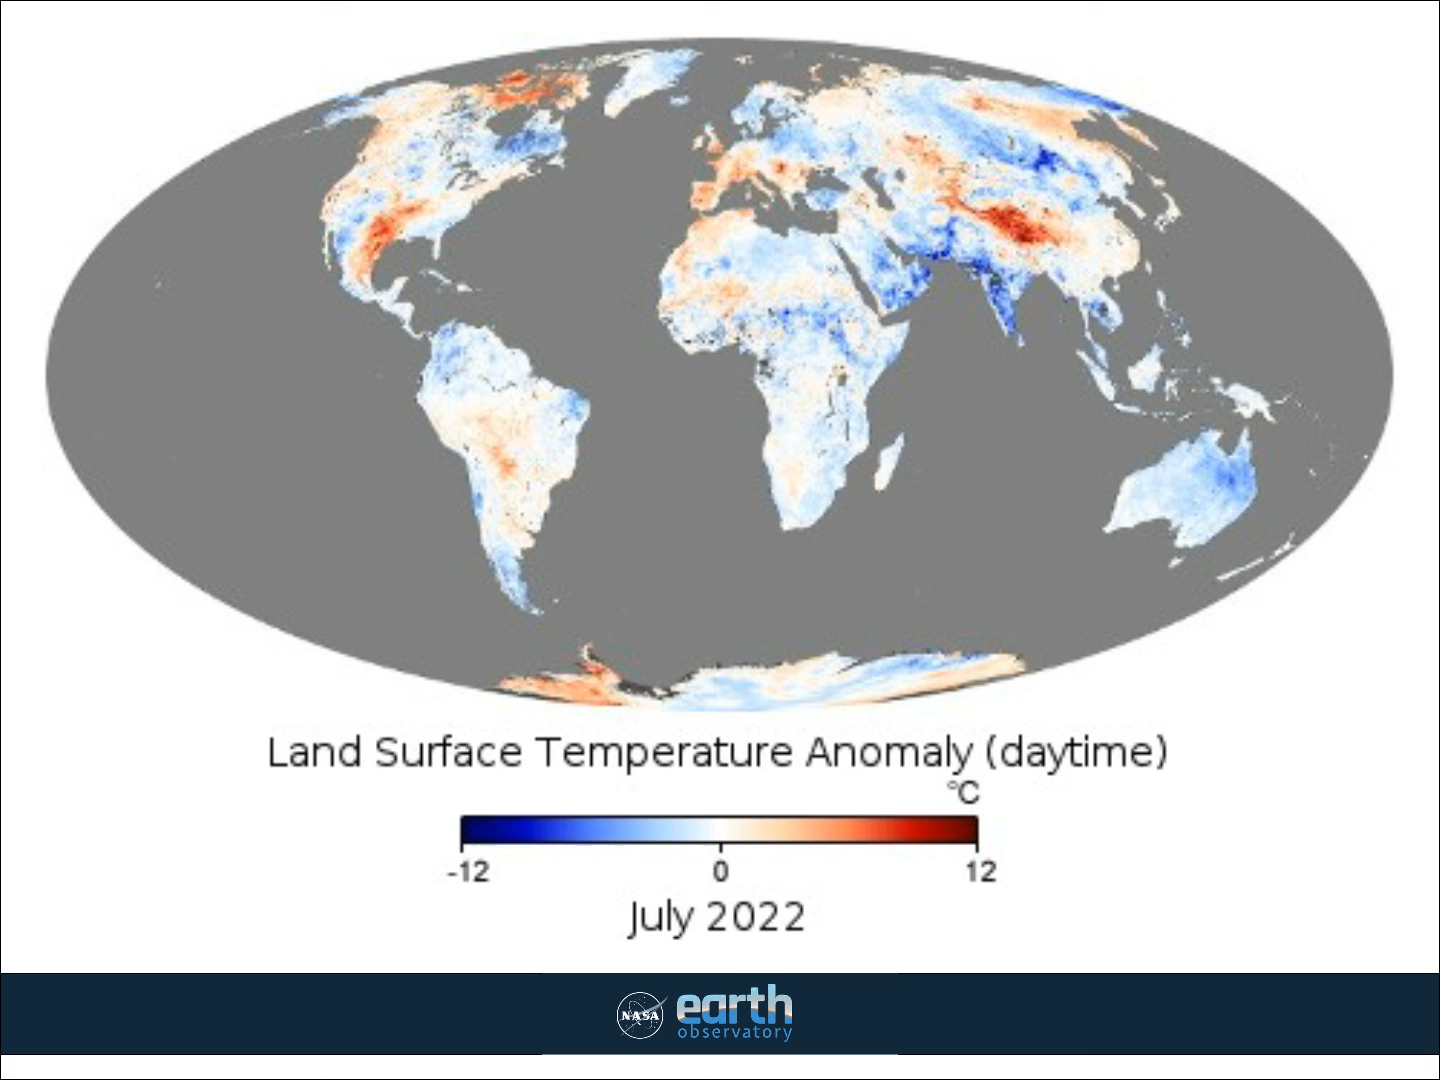 Land Surface Temperature Anomaly (daytime)
°C
-12 0 12
July 2022
NASA earth
observatory